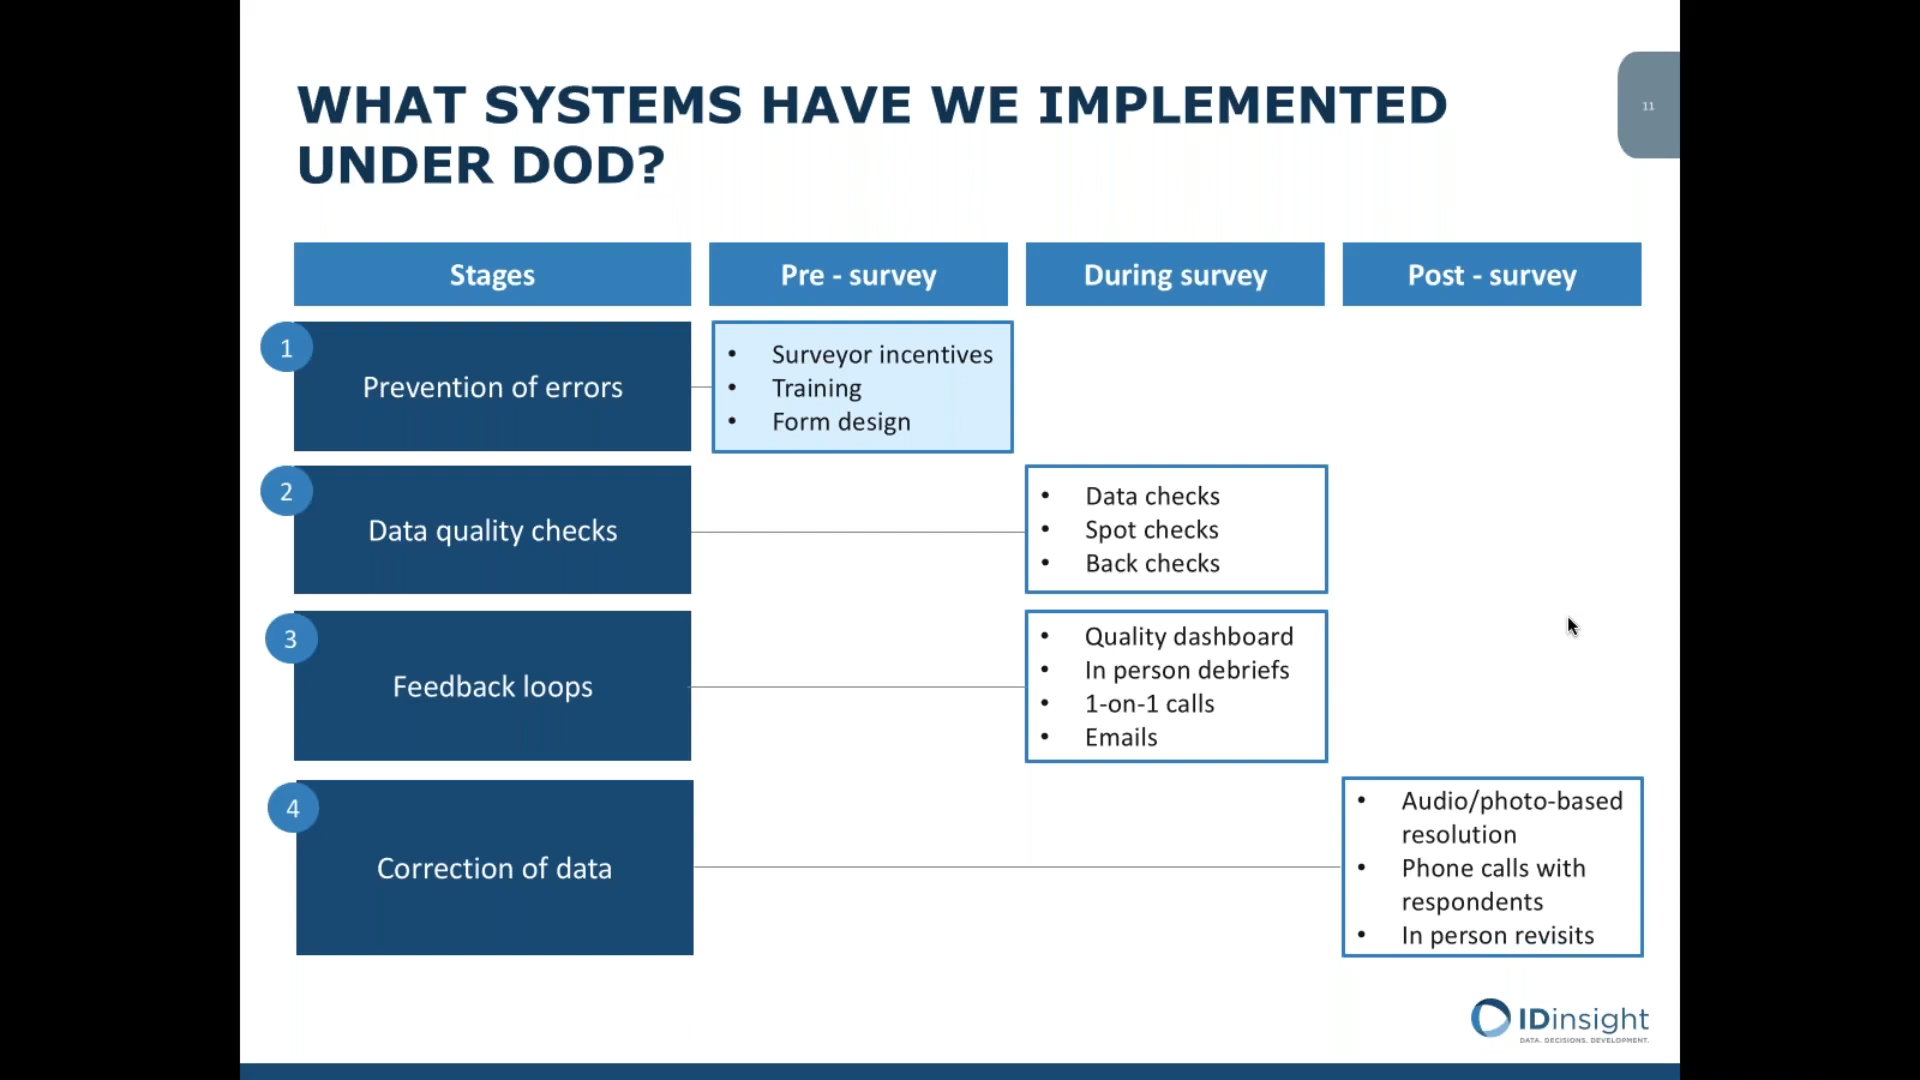 WHAT SYSTEMS HAVE WE IMPLEMENTED
UNDER DOD?
11
Stages
Pre - survey
During survey
Post - survey
1
Prevention of errors
• Surveyor incentives
• Training
• Form design
2
Data quality checks
• Data checks
• Spot checks
• Back checks
3
Feedback loops
• Quality dashboard
• In person debriefs
• 1-on-1 calls
• Emails
4
Correction of data
• Audio/photo-based
resolution
• Phone calls with
respondents
• In person revisits
IDinsight
DATA. DECISIONS. DEVELOPMENT.